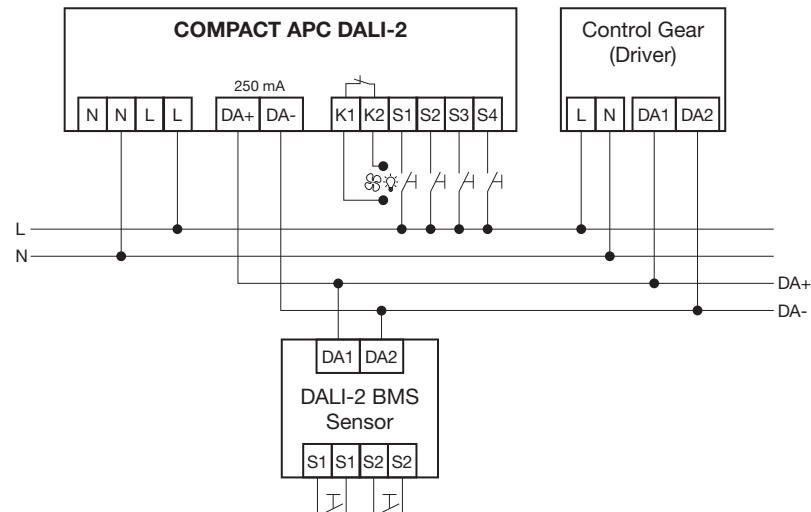 COMPACT APC DALI-2
Control Gear
(Driver)
250 mA
N N L L DA+ DA- K1 K2 S1 S2 S3 S4
L N DA1 DA2
L
N
DA+
DA-
DA1 DA2
DALI-2 BMS
Sensor
S1 S1 S2 S2